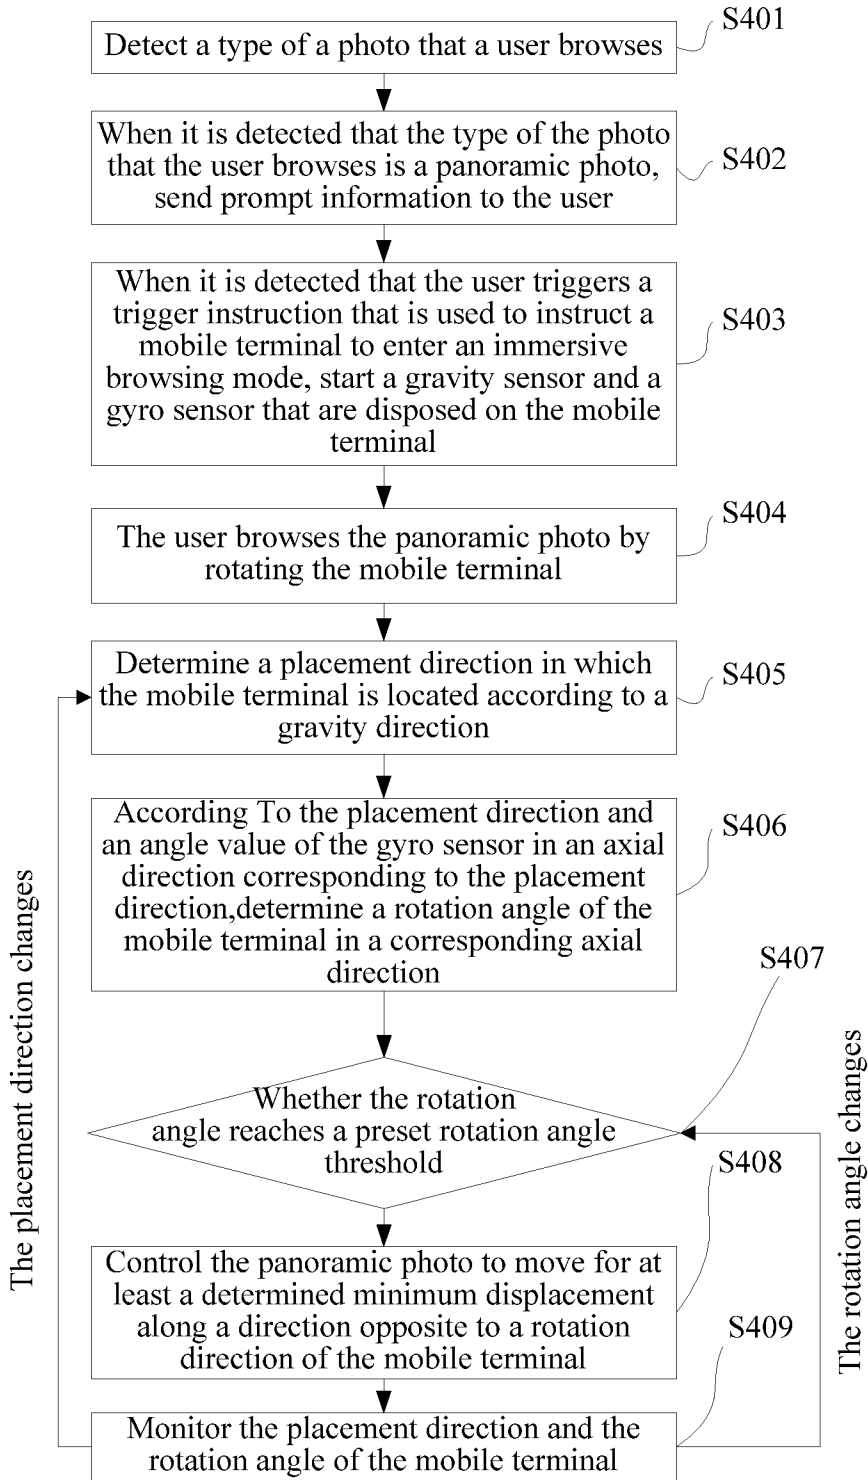 S401
Detect a type of a photo that a user browses
When it is detected that the type of the photo
that the user browses is a panoramic photo,
send prompt information to the user
S402
When it is detected that the user triggers a
trigger instruction that is used to instruct a
mobile terminal to enter an immersive
browsing mode, start a gravity sensor and a
gyro sensor that are disposed on the mobile
terminal
S403
The user browses the panoramic photo by
rotating the mobile terminal
S404
Determine a placement direction in which
the mobile terminal is located according to a
gravity direction
S405
According To the placement direction and
an angle value of the gyro sensor in an axial
direction corresponding to the placement
direction,determine a rotation angle of the
mobile terminal in a corresponding axial
direction
S406
S407
Whether the rotation
angle reaches a preset rotation angle
threshold
S408
Control the panoramic photo to move for at
least a determined minimum displacement
along a direction opposite to a rotation
direction of the mobile terminal
S409
Monitor the placement direction and the
rotation angle of the mobile terminal
The placement direction changes
The rotation angle changes